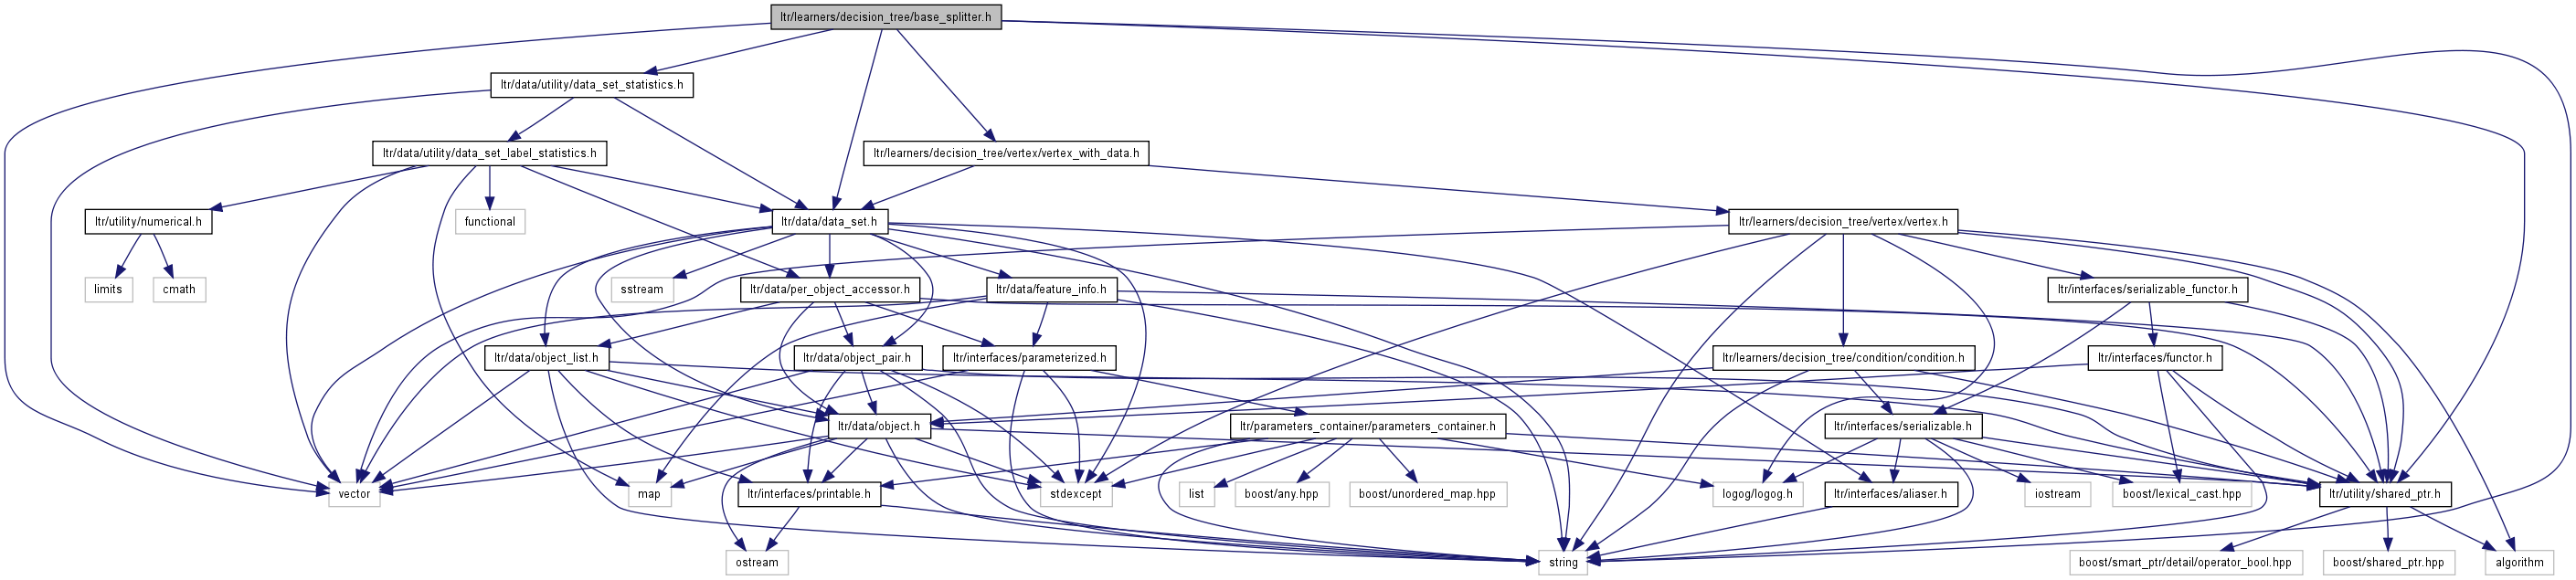 ltr/learners/decision_tree/base_splitter.h
ltr/data/utility/data_set_statistics.h
ltr/data/utility/data_set_label_statistics.h
ltr/learners/decision_tree/vertex/vertex_with_data.h
ltr/utility/numerical.h
functional
ltr/data/data_set.h
ltr/learners/decision_tree/vertex/vertex.h
limits
cmath
sstream
ltr/data/per_object_accessor.h
ltr/data/feature_info.h
ltr/interfaces/serializable_functor.h
ltr/data/object_list.h
ltr/data/object_pair.h
ltr/interfaces/parameterized.h
ltr/learners/decision_tree/condition/condition.h
ltr/interfaces/functor.h
ltr/data/object.h
ltr/parameters_container/parameters_container.h
ltr/interfaces/serializable.h
vector
map
ltr/interfaces/printable.h
stdexcept
list
boost/any.hpp
boost/unordered_map.hpp
logog/logog.h
ltr/interfaces/aliaser.h
iostream
boost/lexical_cast.hpp
ltr/utility/shared_ptr.h
ostream
string
boost/smart_ptr/detail/operator_bool.hpp
boost/shared_ptr.hpp
algorithm